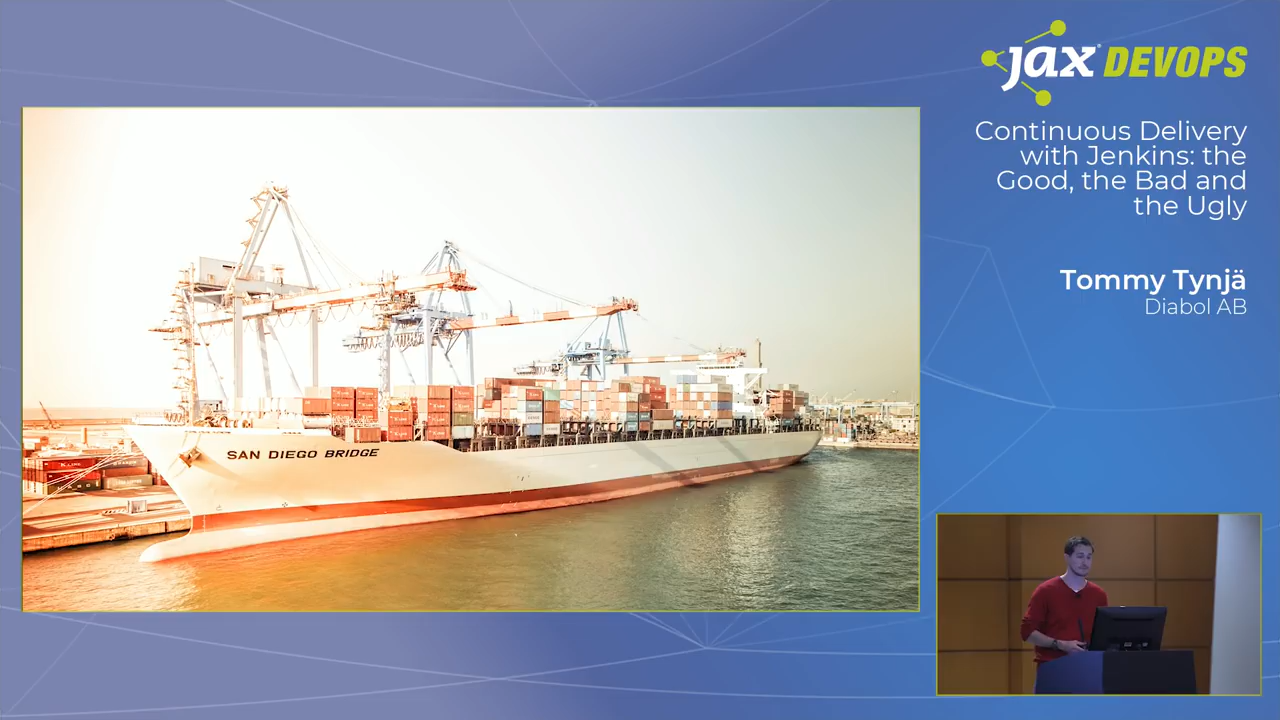 jax DEVOPS
Continuous Delivery
with Jenkins: the
Good, the Bad and
the Ugly
Tommy Tynjä
Diabol AB
SAN DIEGO BRIDGE